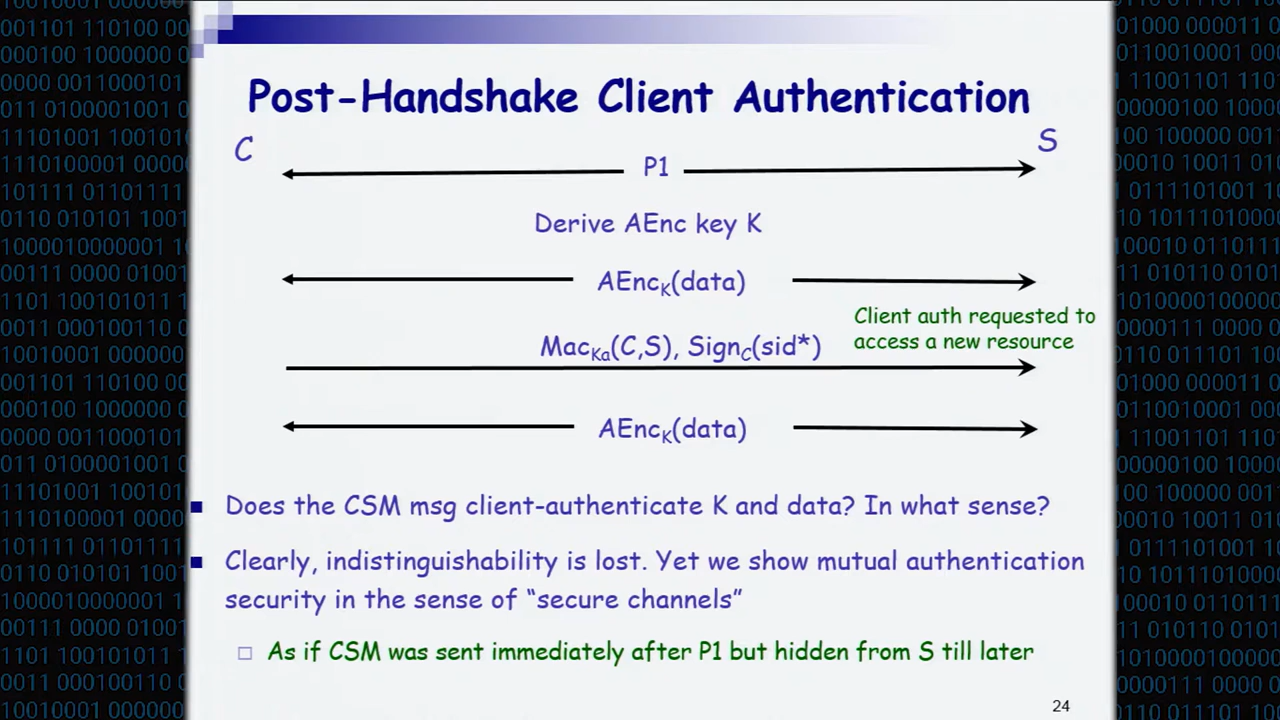 Post-Handshake Client Authentication
C
S
P1
Derive AEnc key K
AEncK(data)
Client auth requested to
access a new resource
MacKa(C,S), SignC(sid*)
AEncK(data)
Does the CSM msg client-authenticate K and data? In what sense?
Clearly, indistinguishability is lost. Yet we show mutual authentication
security in the sense of “secure channels”
As if CSM was sent immediately after P1 but hidden from S till later
24